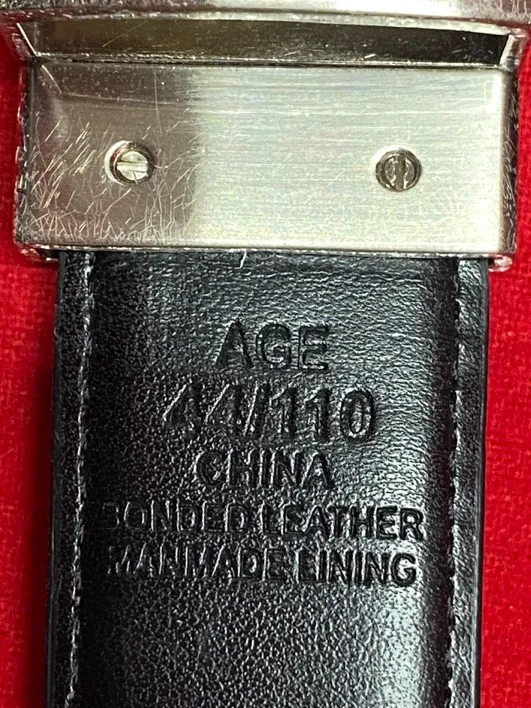 AGE
44/110
CHINA
BONDED LEATHER
MANMADE LINING